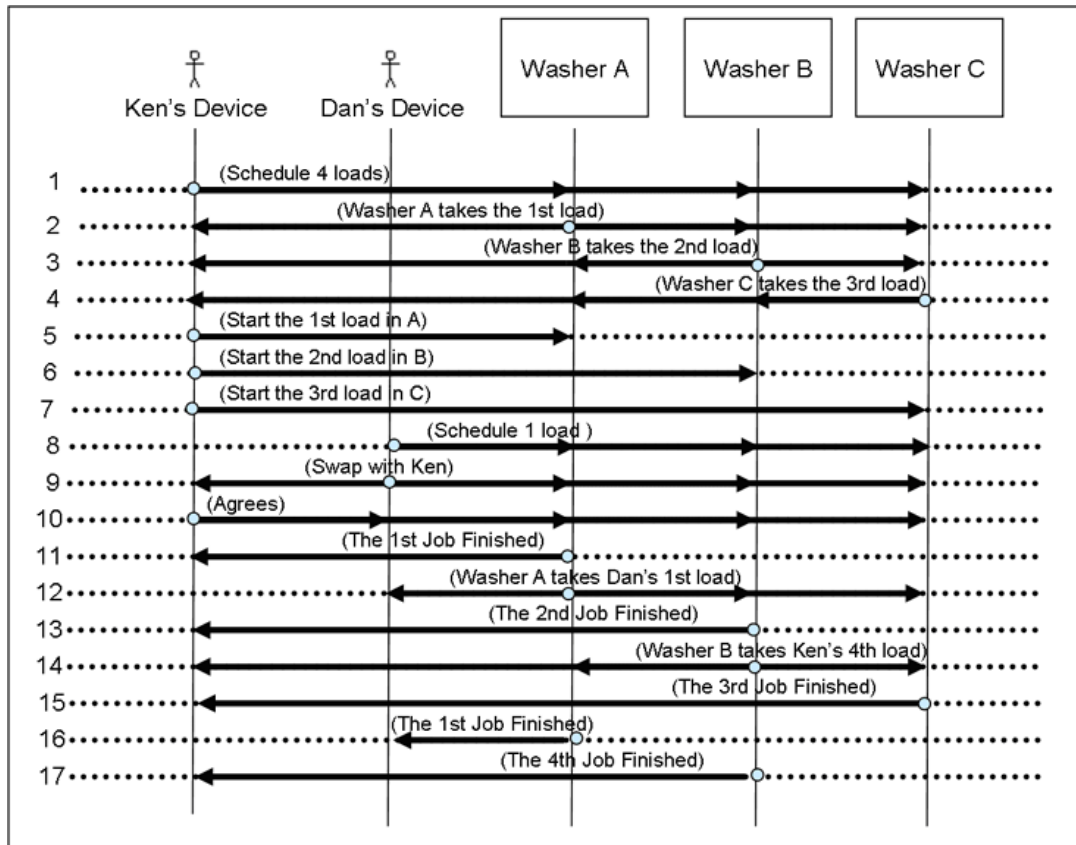 Washer A
Washer B
Washer C
Ken's Device
Dan's Device
1
(Schedule 4 loads)
2
(Washer A takes the 1st load)
3
(Washer B takes the 2nd load)
4
(Washer C takes the 3rd load)
5
(Start the 1st load in A)
6
(Start the 2nd load in B)
7
(Start the 3rd load in C)
8
(Schedule 1 load )
9
(Swap with Ken)
10
(Agrees)
11
(The 1st Job Finished)
12
(Washer A takes Dan's 1st load)
13
(The 2nd Job Finished)
14
(Washer B takes Ken's 4th load)
15
(The 3rd Job Finished)
16
(The 1st Job Finished)
17
(The 4th Job Finished)